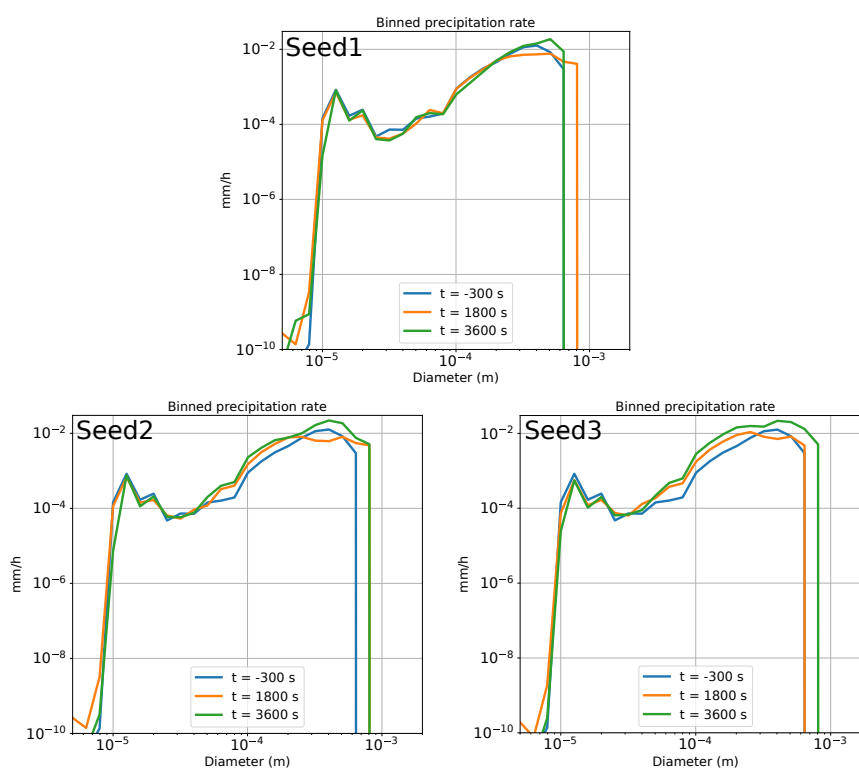 Binned precipitation rate
Seed1
10⁻²
10⁻⁴
mm/h
10⁻⁶
10⁻⁸
10⁻¹⁰
t = -300 s
t = 1800 s
t = 3600 s
10⁻⁵
10⁻⁴
10⁻³
Diameter (m)
Binned precipitation rate
Seed2
10⁻²
10⁻⁴
mm/h
10⁻⁶
10⁻⁸
10⁻¹⁰
t = -300 s
t = 1800 s
t = 3600 s
10⁻⁵
10⁻⁴
10⁻³
Diameter (m)
Binned precipitation rate
Seed3
10⁻²
10⁻⁴
mm/h
10⁻⁶
10⁻⁸
10⁻¹⁰
t = -300 s
t = 1800 s
t = 3600 s
10⁻⁵
10⁻⁴
10⁻³
Diameter (m)